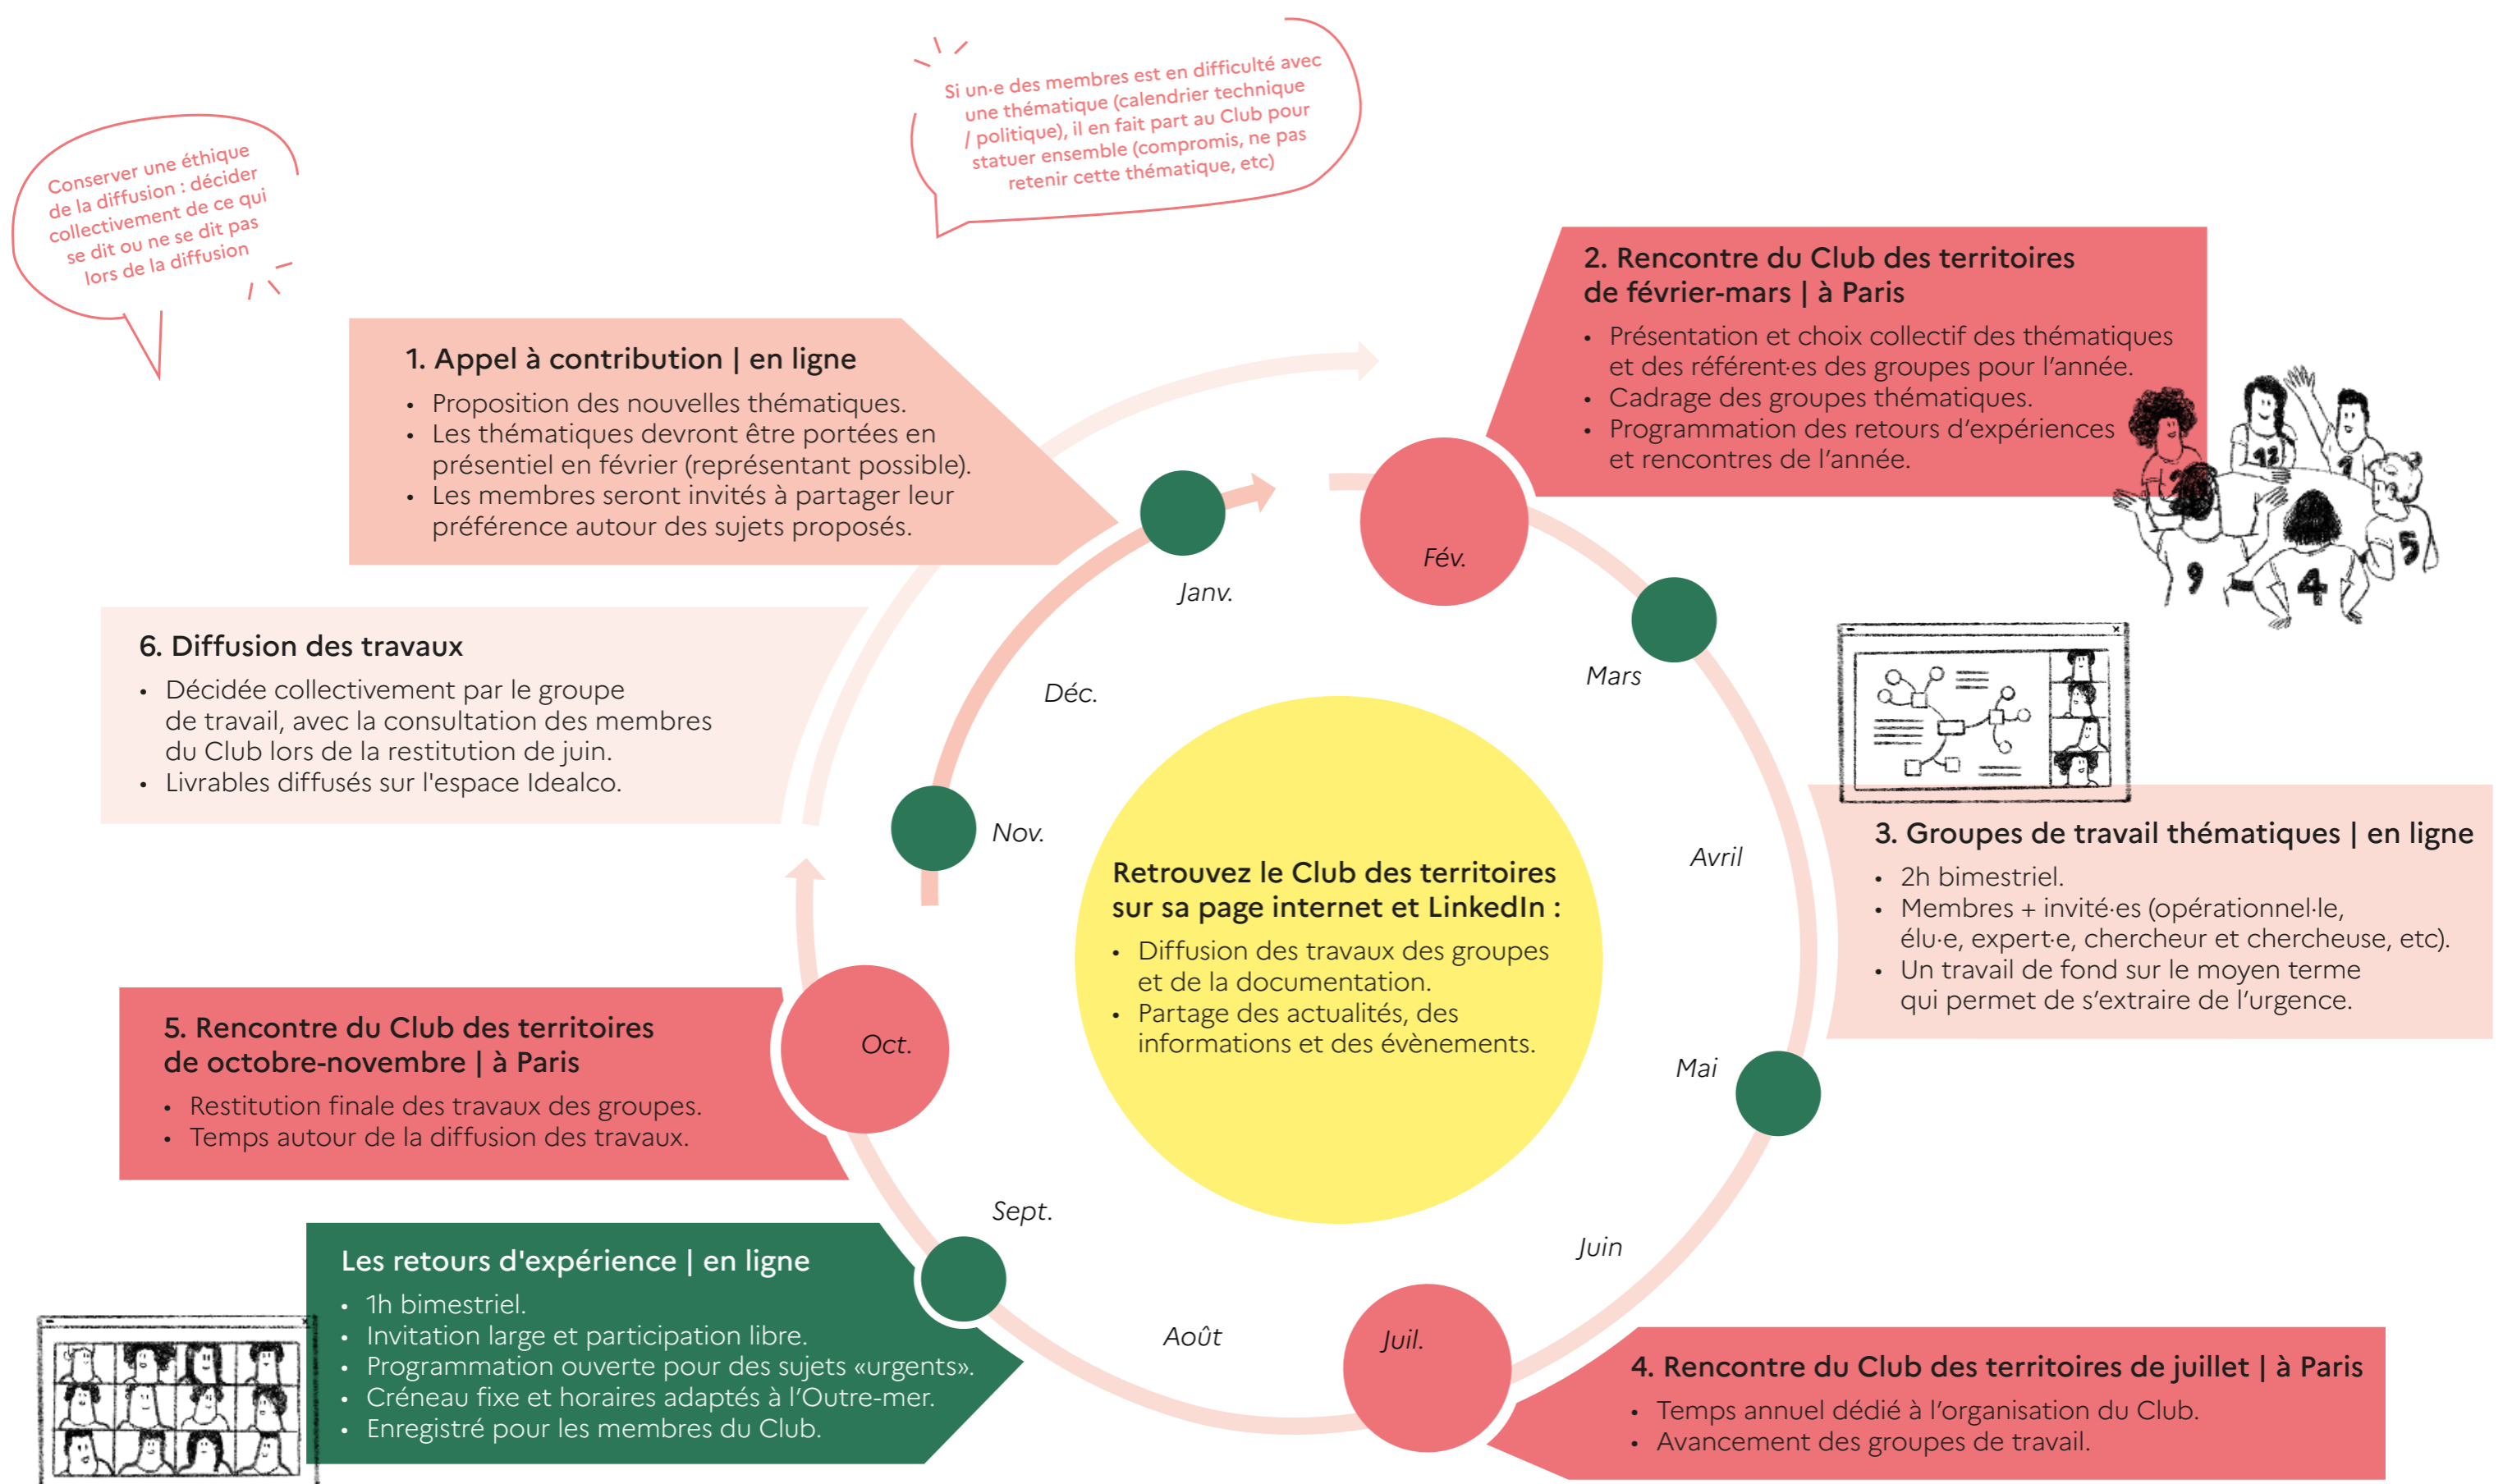 Conserver une éthique
de la diffusion : décider
collectivement de ce qui
se dit ou ne se dit pas
lors de la diffusion
Si un·e des membres est en difficulté avec
une thématique (calendrier technique
/ politique), il en fait part au Club pour
statuer ensemble (compromis, ne pas
retenir cette thématique, etc)
1. Appel à contribution | en ligne
• Proposition des nouvelles thématiques.
• Les thématiques devront être portées en
présentiel en février (représentant possible).
• Les membres seront invités à partager leur
préférence autour des sujets proposés.
2. Rencontre du Club des territoires
de février-mars | à Paris
• Présentation et choix collectif des thématiques
et des référent·es des groupes pour l’année.
• Cadrage des groupes thématiques.
• Programmation des retours d’expériences
et rencontres de l’année.
12
1
5
9
4
Janv.
Fév.
Mars
Avril
Mai
Juin
Juil.
Août
Sept.
Oct.
Nov.
Déc.
3. Groupes de travail thématiques | en ligne
• 2h bimestriel.
• Membres + invité·es (opérationnel·le,
élu·e, expert·e, chercheur et chercheuse, etc).
• Un travail de fond sur le moyen terme
qui permet de s’extraire de l’urgence.
4. Rencontre du Club des territoires de juillet | à Paris
• Temps annuel dédié à l’organisation du Club.
• Avancement des groupes de travail.
5. Rencontre du Club des territoires
de octobre-novembre | à Paris
• Restitution finale des travaux des groupes.
• Temps autour de la diffusion des travaux.
6. Diffusion des travaux
• Décidée collectivement par le groupe
de travail, avec la consultation des membres
du Club lors de la restitution de juin.
• Livrables diffusés sur l'espace Idealco.
Les retours d'expérience | en ligne
• 1h bimestriel.
• Invitation large et participation libre.
• Programmation ouverte pour des sujets «urgents».
• Créneau fixe et horaires adaptés à l’Outre-mer.
• Enregistré pour les membres du Club.
Retrouvez le Club des territoires
sur sa page internet et LinkedIn :
• Diffusion des travaux des groupes
et de la documentation.
• Partage des actualités, des
informations et des évènements.